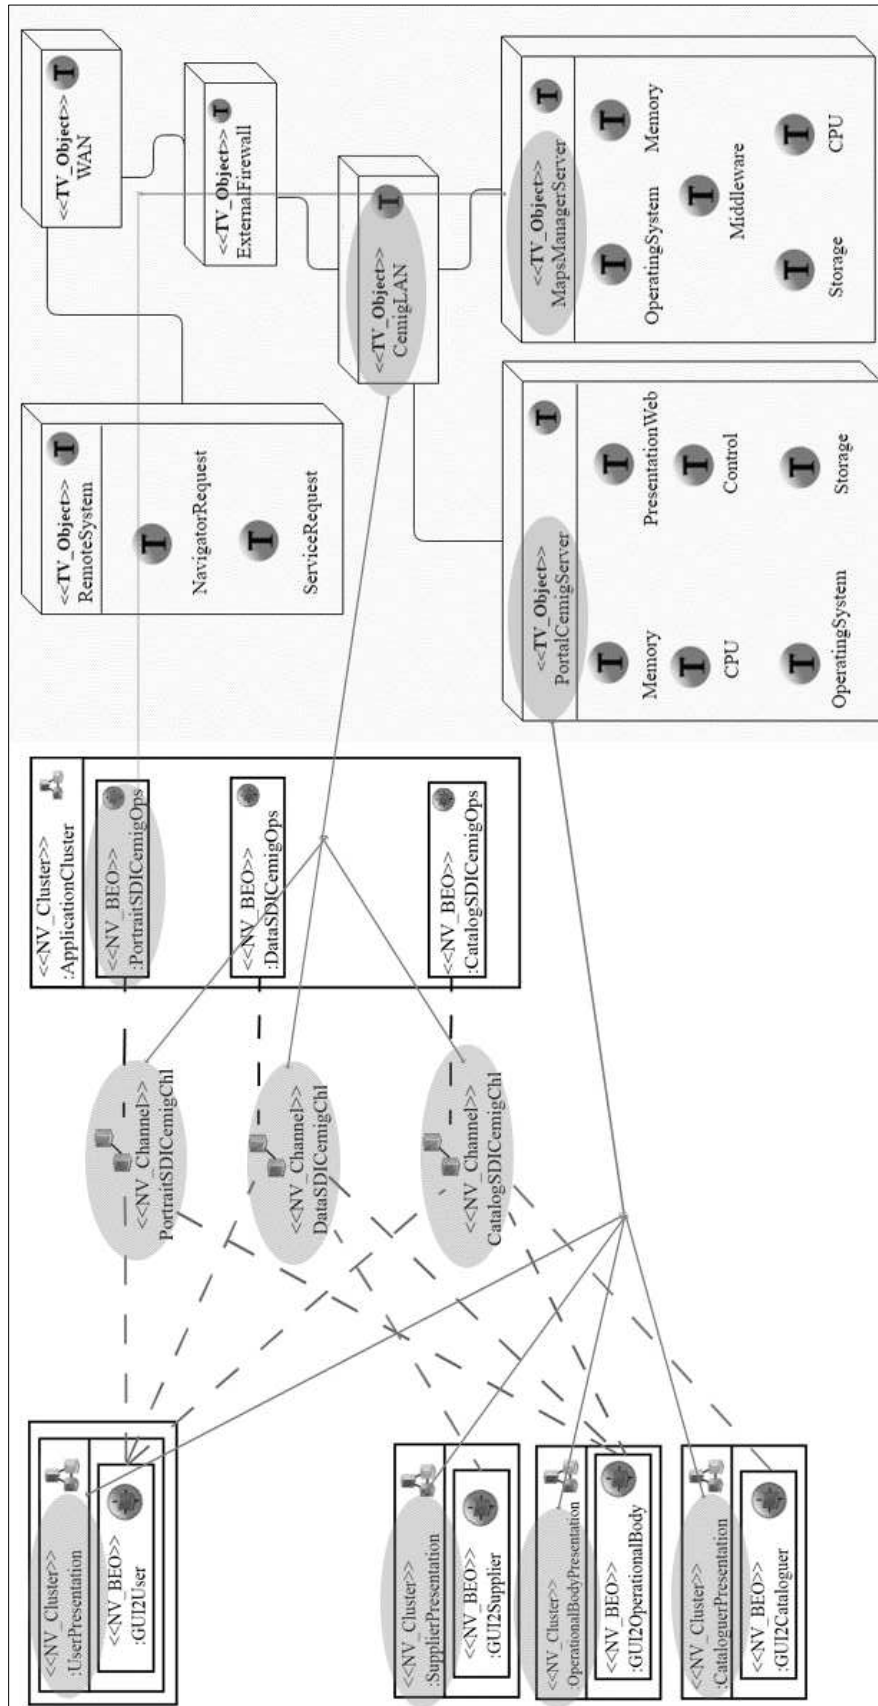 <<NV_Cluster>>
:UserPresentation
<<NV_BEO>>
:GUI2User
<<NV_Cluster>>
:SupplierPresentation
<<NV_BEO>>
:GUI2Supplier
<<NV_Cluster>>
:OperationalBodyPresentation
<<NV_BEO>>
:GUI2OperationalBody
<<NV_Cluster>>
:CataloguerPresentation
<<NV_BEO>>
:GUI2Cataloguer
<<NV_Channel>>
PortraitSDICemigChl
<<NV_Channel>>
DataSDICemigChl
<<NV_Channel>>
CatalogSDICemigChl
<<NV_Cluster>>
:ApplicationCluster
<<NV_BEO>>
:PortraitSDICemigOps
<<NV_BEO>>
:DataSDICemigOps
<<NV_BEO>>
:CatalogSDICemigOps
<<TV_Object>>
RemoteSystem
T
T
NavigatorRequest
T
ServiceRequest
<<TV_Object>>
WAN
T
<<TV_Object>>
ExternalFirewall
T
<<TV_Object>>
CemigLAN
T
<<TV_Object>>
PortalCemigServer
T
T
Memory
T
PresentationWeb
T
CPU
T
Control
T
OperatingSystem
T
Storage
<<TV_Object>>
MapsManagerServer
T
T
OperatingSystem
T
Memory
T
Middleware
T
Storage
T
CPU